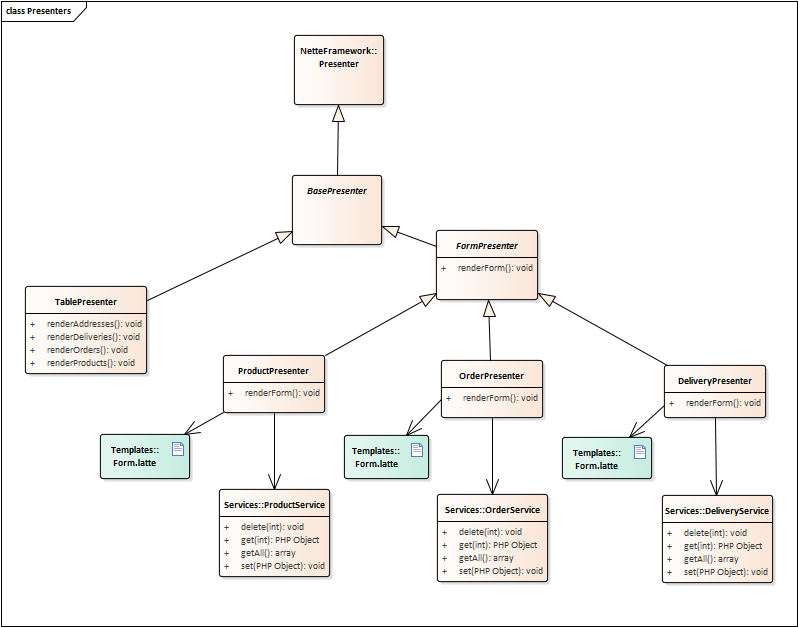 class Presenters
NetteFramework::
Presenter
BasePresenter
FormPresenter
+ renderForm(): void
TablePresenter
+ renderAddresses(): void
+ renderDeliveries(): void
+ renderOrders(): void
+ renderProducts(): void
ProductPresenter
+ renderForm(): void
OrderPresenter
+ renderForm(): void
DeliveryPresenter
+ renderForm(): void
Templates::
Form.latte
Templates::
Form.latte
Templates::
Form.latte
Services::ProductService
+ delete(int): void
+ get(int): PHP Object
+ getAll(): array
+ set(PHP Object): void
Services::OrderService
+ delete(int): void
+ get(int): PHP Object
+ getAll(): array
+ set(PHP Object): void
Services::DeliveryService
+ delete(int): void
+ get(int): PHP Object
+ getAll(): array
+ set(PHP Object): void